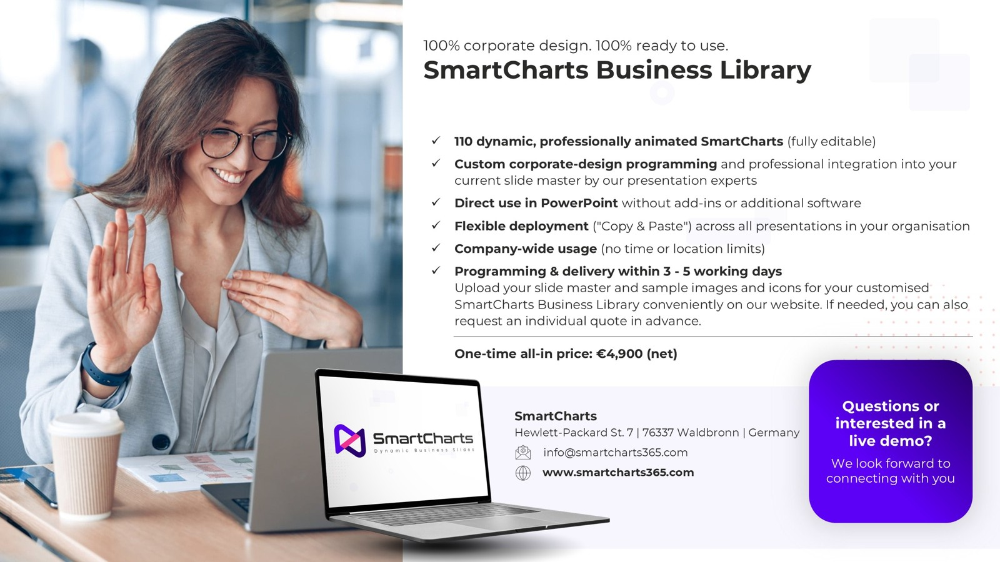 100% corporate design. 100% ready to use.
SmartCharts Business Library
✓ 110 dynamic, professionally animated SmartCharts (fully editable)
✓ Custom corporate-design programming and professional integration into your
current slide master by our presentation experts
✓ Direct use in PowerPoint without add-ins or additional software
✓ Flexible deployment ("Copy & Paste") across all presentations in your organisation
✓ Company-wide usage (no time or location limits)
✓ Programming & delivery within 3 - 5 working days
Upload your slide master and sample images and icons for your customised
SmartCharts Business Library conveniently on our website. If needed, you can also
request an individual quote in advance.
One-time all-in price: €4,900 (net)
SmartCharts
Dynamic Business Slides
SmartCharts
Hewlett-Packard St. 7 | 76337 Waldbronn | Germany
info@smartcharts365.com
www.smartcharts365.com
Questions or
interested in a
live demo?
We look forward to
connecting with you